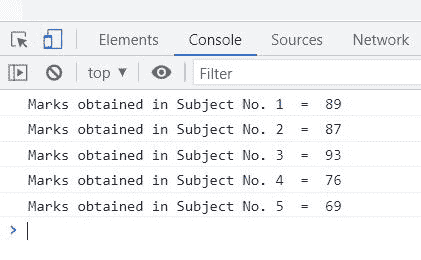 Elements Console Sources Network
top ▼ Filter
Marks obtained in Subject No. 1 = 89
Marks obtained in Subject No. 2 = 87
Marks obtained in Subject No. 3 = 93
Marks obtained in Subject No. 4 = 76
Marks obtained in Subject No. 5 = 69
>